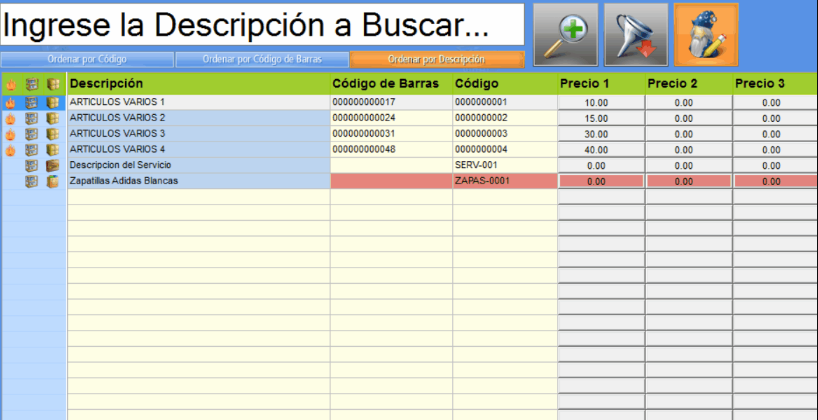 Ingrese la Descripción a Buscar...
Ordenar por Código Ordenar por Código de Barras Ordenar por Descripción
Descripción Código de Barras Código Precio 1 Precio 2 Precio 3
ARTICULOS VARIOS 1 000000000017 0000000001 10.00 0.00 0.00
ARTICULOS VARIOS 2 000000000024 000000002 15.00 0.00 0.00
ARTICULOS VARIOS 3 000000000031 000000003 30.00 0.00 0.00
ARTICULOS VARIOS 4 000000000048 000000004 40.00 0.00 0.00
Descripcion del Servicio SERV-001 0.00 0.00 0.00
Zapatillas Adidas Blancas ZAPAS-0001 0.00 0.00 0.00